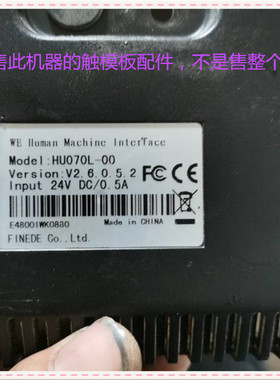 售此机器的触模板配件，不是售整个
WE Human Machine Interface
Model:HU070L-00
Version:V2.6.0.5.2
Input 24V DC/0.5A
E4800IWK0880
Made in CHINA
FINEDE Co.,Ltd.